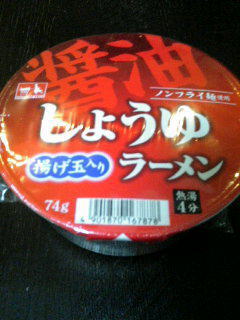 醤油
ノンフライ麺使用
しょうゆ
揚げ玉入り
ラーメン
熱湯
4分
74g
4901870167878